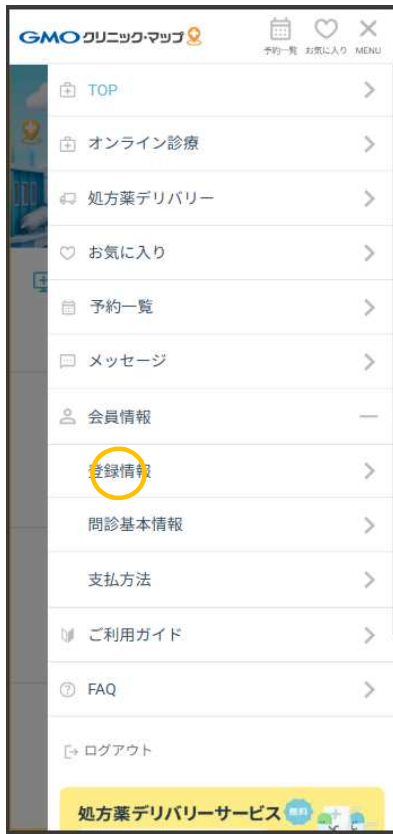 GMO クリニック・マップ
予約一覧 お気に入り MENU
TOP
オンライン診療
処方薬デリバリー
お気に入り
予約一覧
メッセージ
会員情報
登録情報
問診基本情報
支払方法
ご利用ガイド
FAQ
ログアウト
処方薬デリバリーサービス 無料